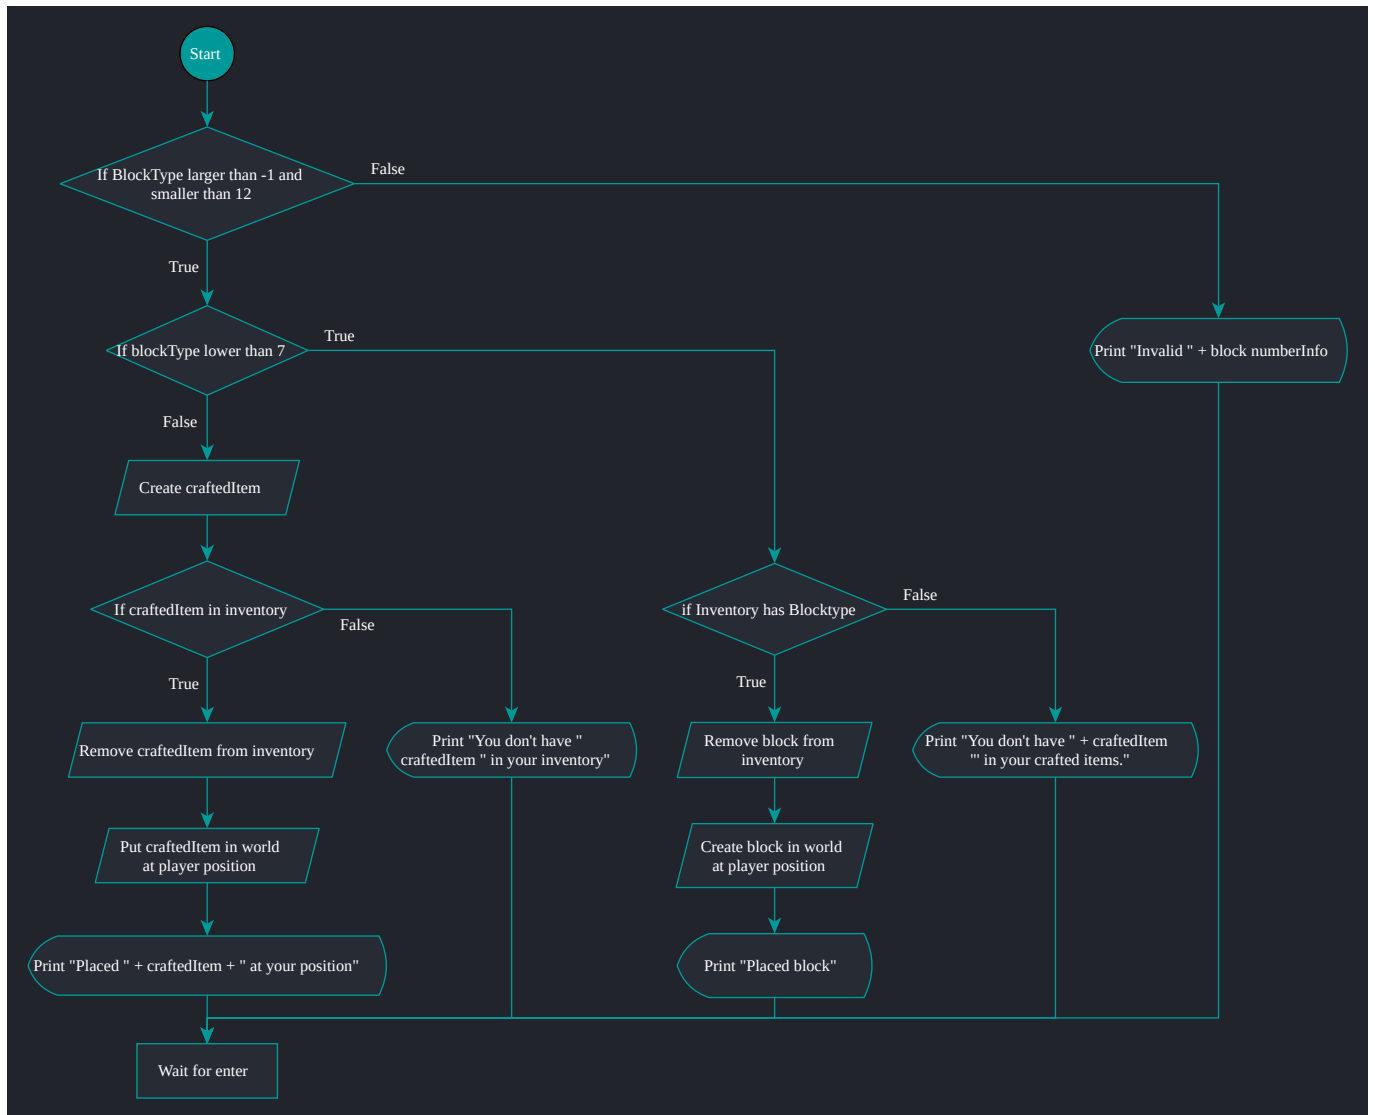 Start
If BlockType larger than -1 and
smaller than 12
False
True
If blockType lower than 7
True
Print "Invalid " + block numberInfo
False
Create craftedItem
If craftedItem in inventory
False
if Inventory has Blocktype
False
True
True
Remove craftedItem from inventory
Print "You don't have "
craftedItem " in your inventory"
Remove block from
inventory
Print "You don't have " + craftedItem
"' in your crafted items."
Put craftedItem in world
at player position
Create block in world
at player position
Print "Placed " + craftedItem + " at your position"
Print "Placed block"
Wait for enter